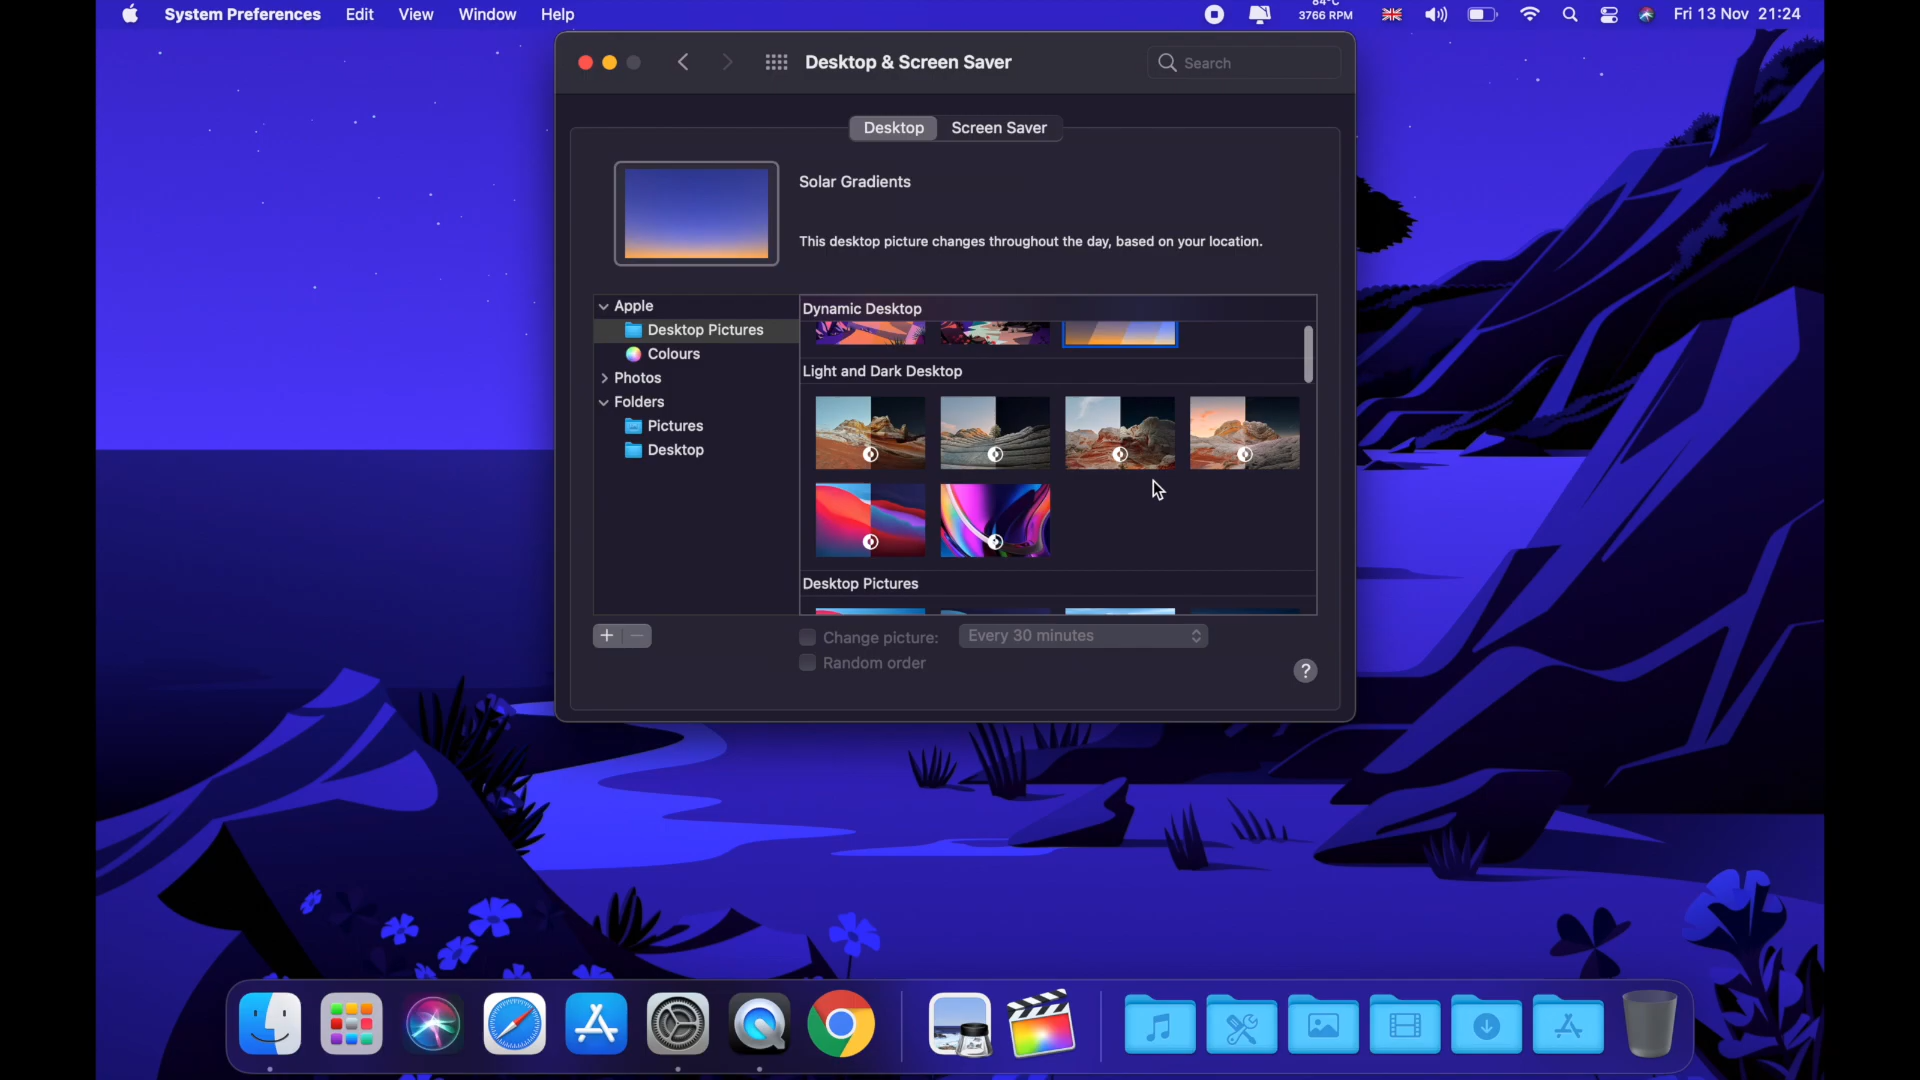 System Preferences Edit View Window Help
84°C
3766 RPM
Fri 13 Nov 21:24
Desktop & Screen Saver
Search
Desktop Screen Saver
Solar Gradients
This desktop picture changes throughout the day, based on your location.
Apple
Desktop Pictures
Colours
Photos
Folders
Pictures
Desktop
Dynamic Desktop
Light and Dark Desktop
Desktop Pictures
Change picture: Every 30 minutes
Random order
?